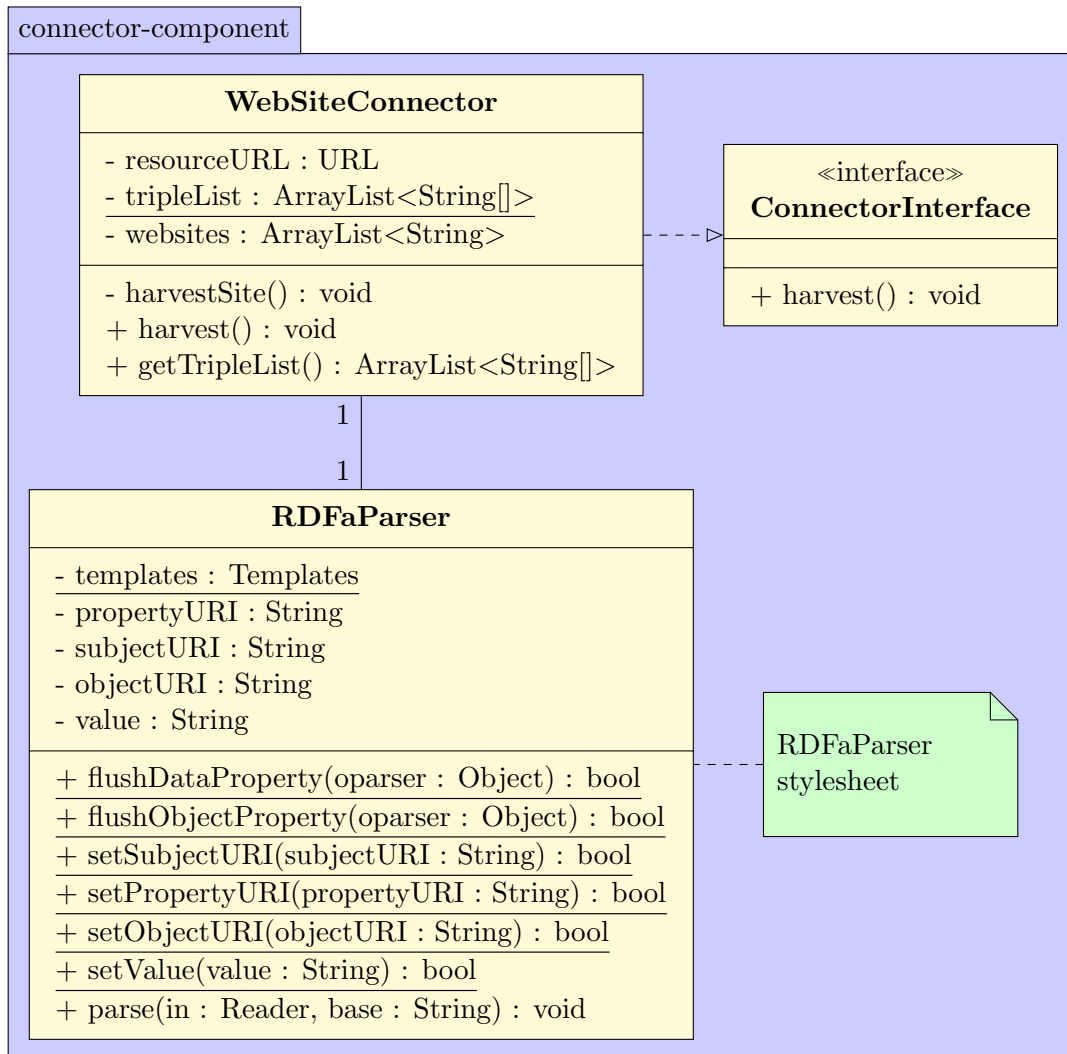 connector-component
WebSiteConnector
- resourceURL : URL
- tripleList : ArrayList<String[]>
- websites : ArrayList<String>
- harvestSite() : void
+ harvest() : void
+ getTripleList() : ArrayList<String[]>
≪interface≫
ConnectorInterface
+ harvest() : void
1
1
RDFaParser
- templates : Templates
- propertyURI : String
- subjectURI : String
- objectURI : String
- value : String
+ flushDataProperty(oparser : Object) : bool
+ flushObjectProperty(oparser : Object) : bool
+ setSubjectURI(subjectURI : String) : bool
+ setPropertyURI(propertyURI : String) : bool
+ setObjectURI(objectURI : String) : bool
+ setValue(value : String) : bool
+ parse(in : Reader, base : String) : void
RDFaParser
stylesheet